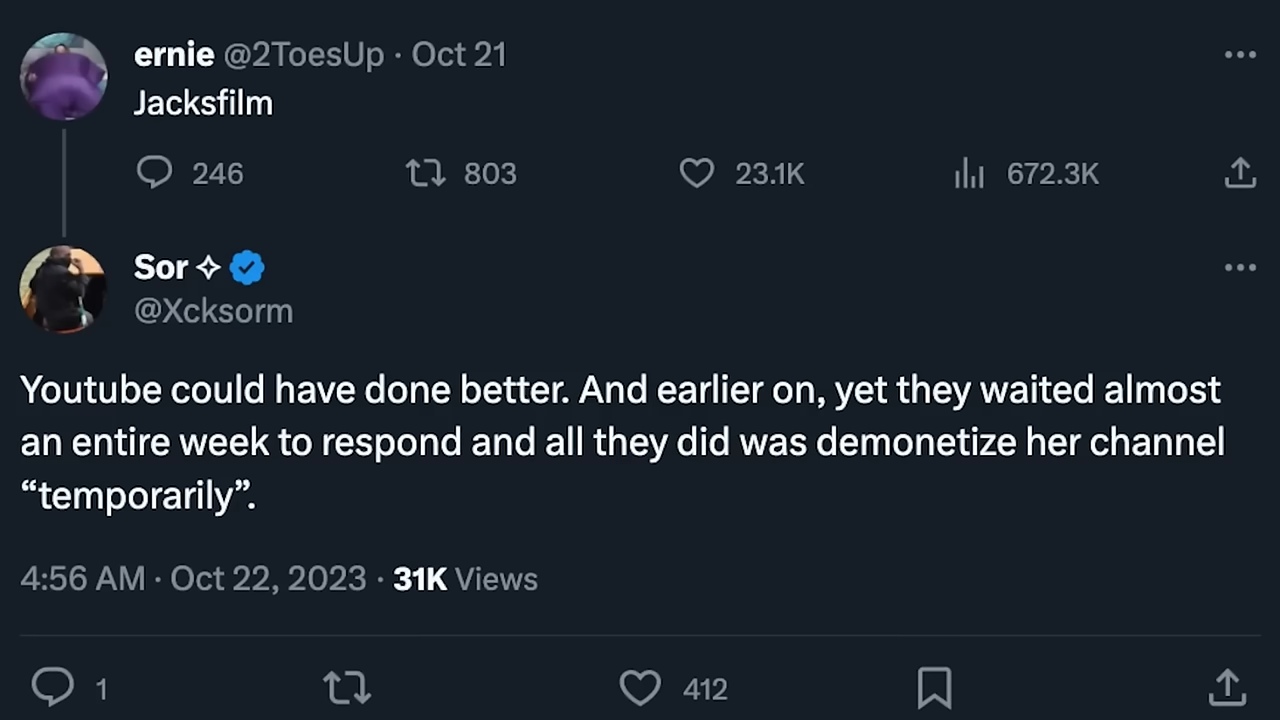 ernie @2ToesUp · Oct 21
Jacksfilm
246 803 23.1K 672.3K
Sor ✧
@Xcksorm
Youtube could have done better. And earlier on, yet they waited almost
an entire week to respond and all they did was demonetize her channel
“temporarily”.
4:56 AM · Oct 22, 2023 · 31K Views
1 412